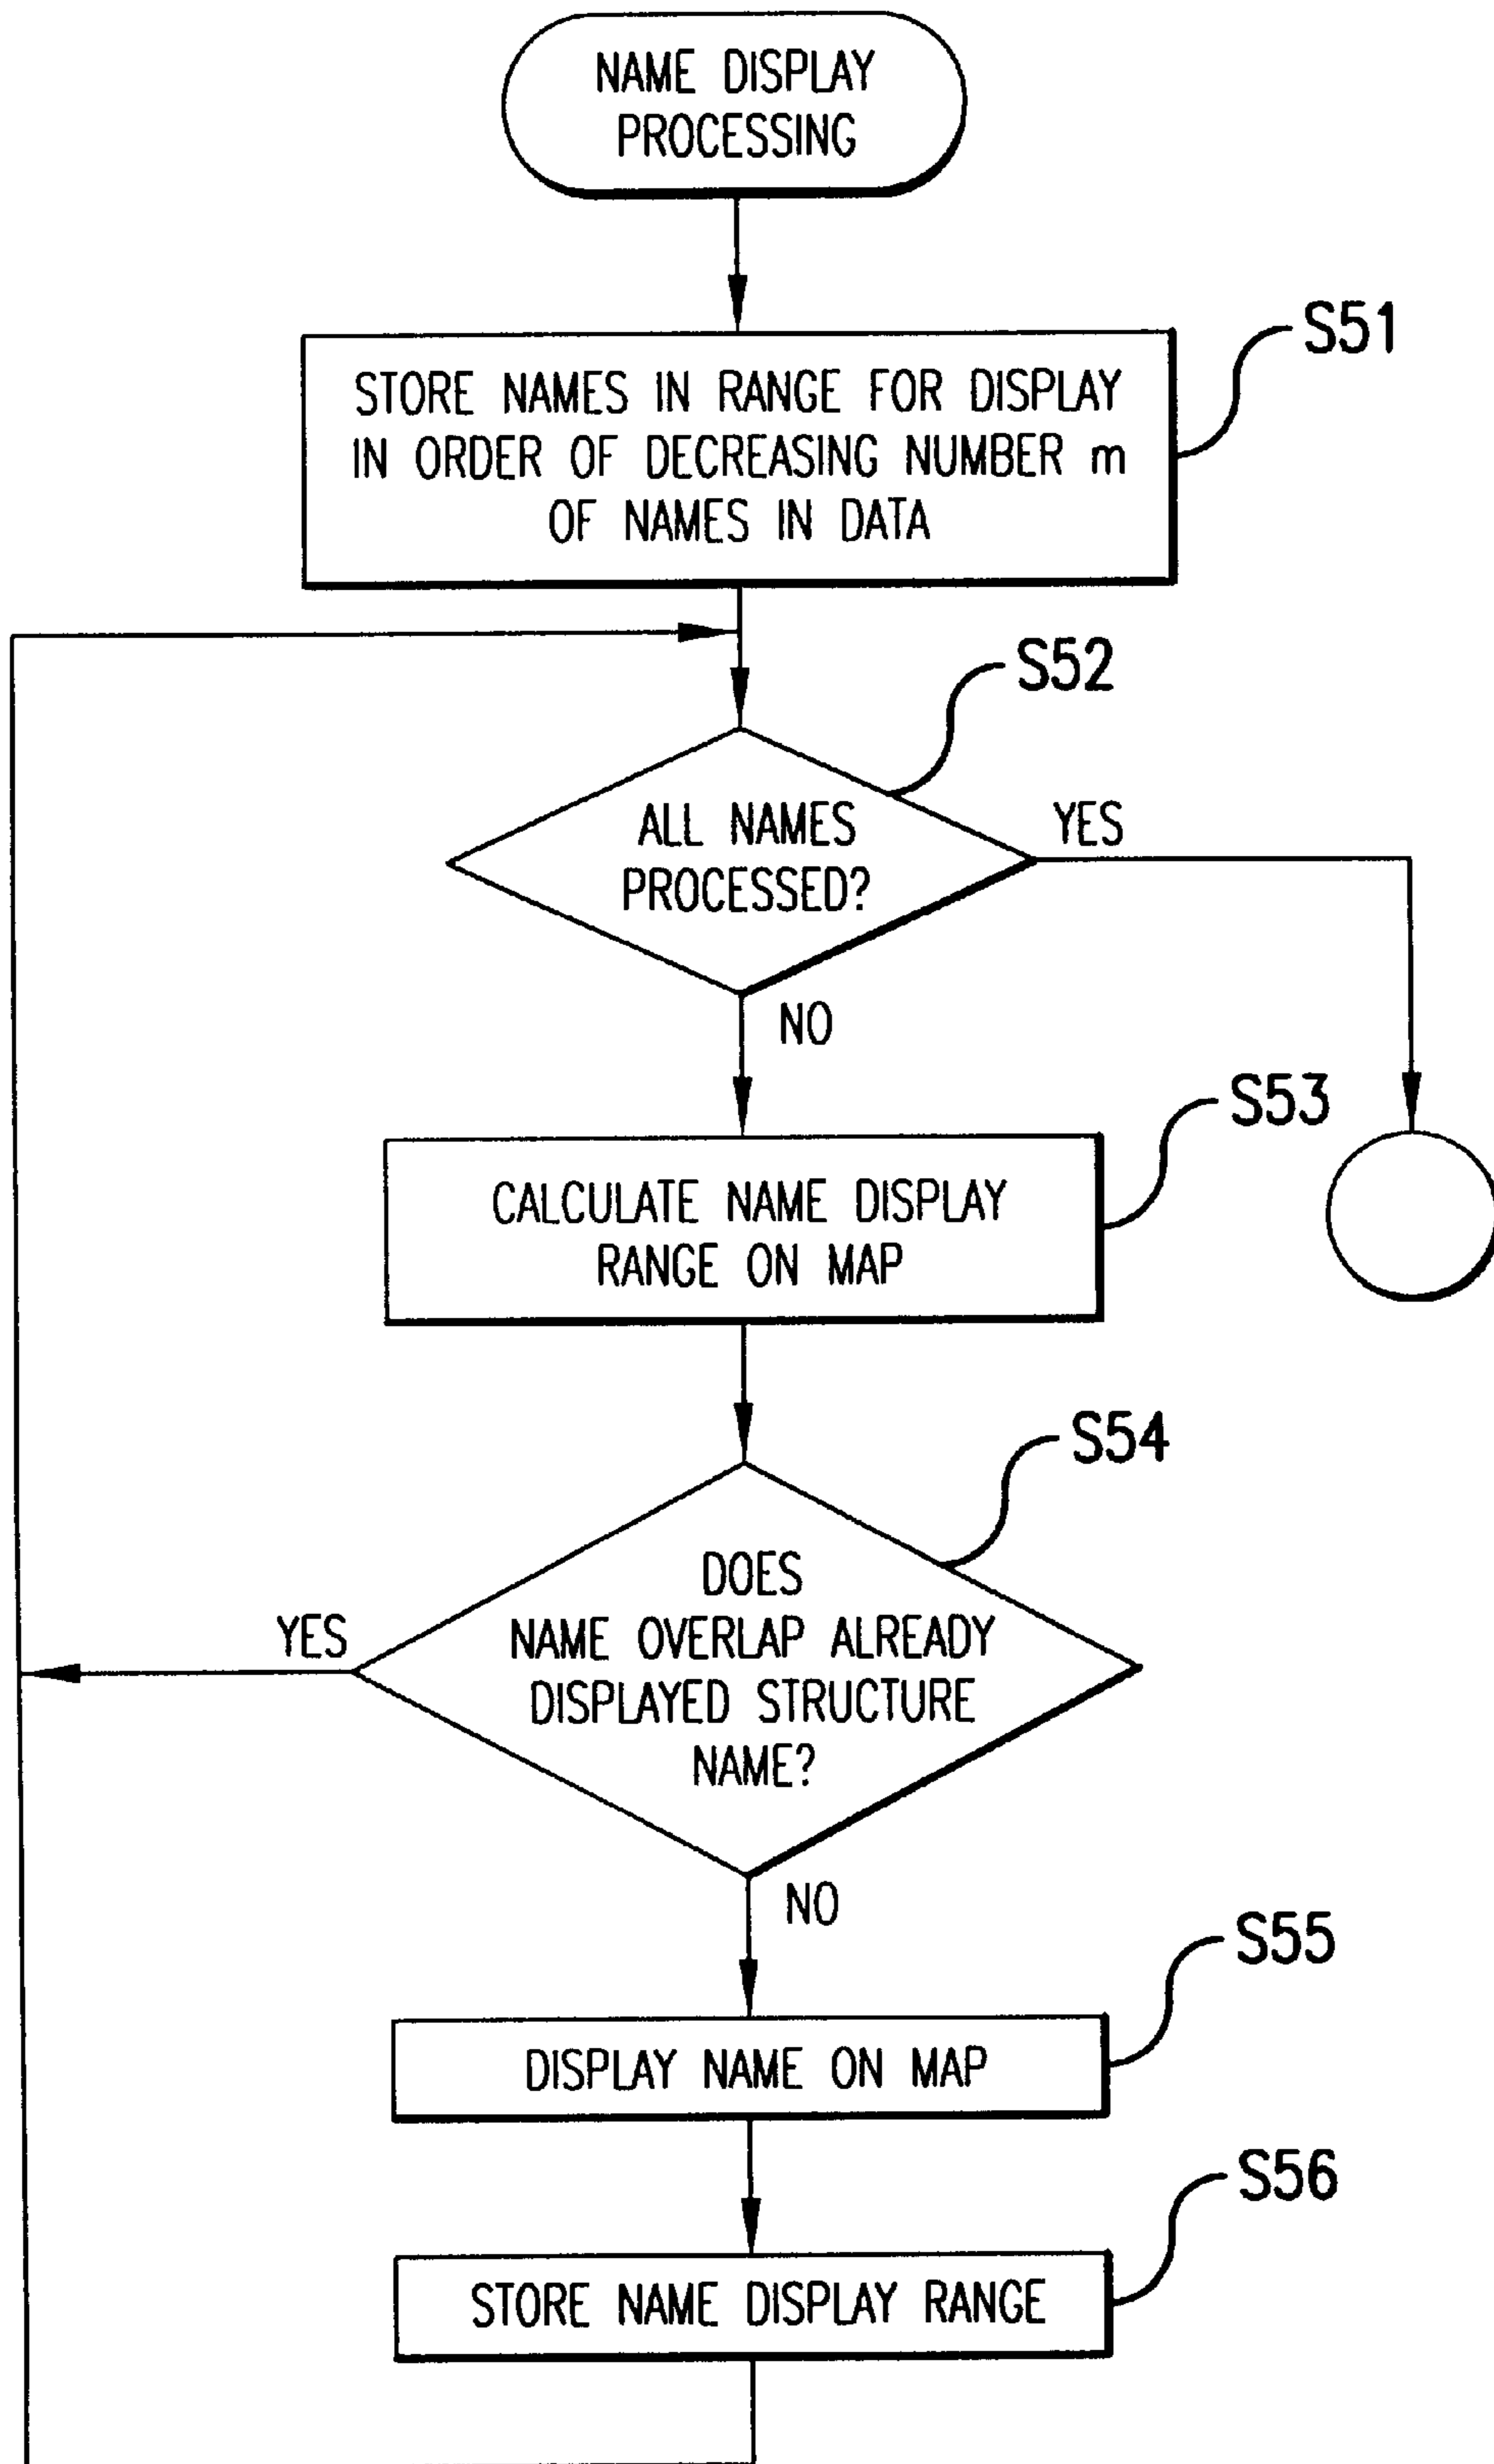 NAME DISPLAY
PROCESSING
S51
STORE NAMES IN RANGE FOR DISPLAY
IN ORDER OF DECREASING NUMBER m
OF NAMES IN DATA
S52
ALL NAMES
PROCESSED?
YES
NO
S53
CALCULATE NAME DISPLAY
RANGE ON MAP
S54
DOES
NAME OVERLAP ALREADY
DISPLAYED STRUCTURE
NAME?
YES
NO
S55
DISPLAY NAME ON MAP
S56
STORE NAME DISPLAY RANGE